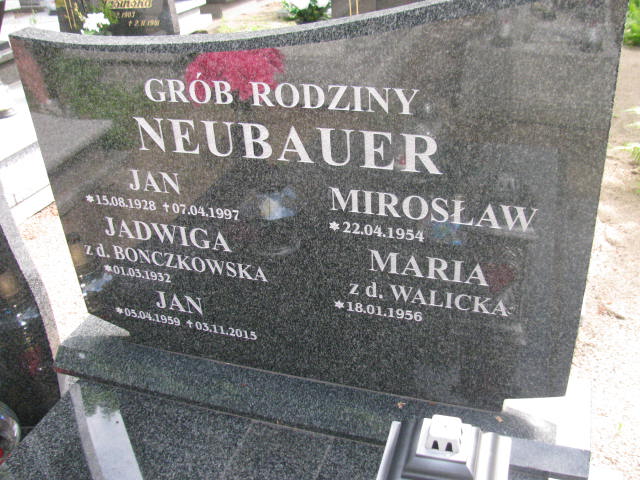 GRÓB RODZINY
NEUBAUER
JAN
*15.08.1928 †07.04.1997
JADWIGA
z d. BONCZKOWSKA
*01.03.1932
JAN
*05.04.1959 †03.11.2015
MIROSŁAW
*22.04.1954
MARIA
z d. WALICKA
*18.01.1956